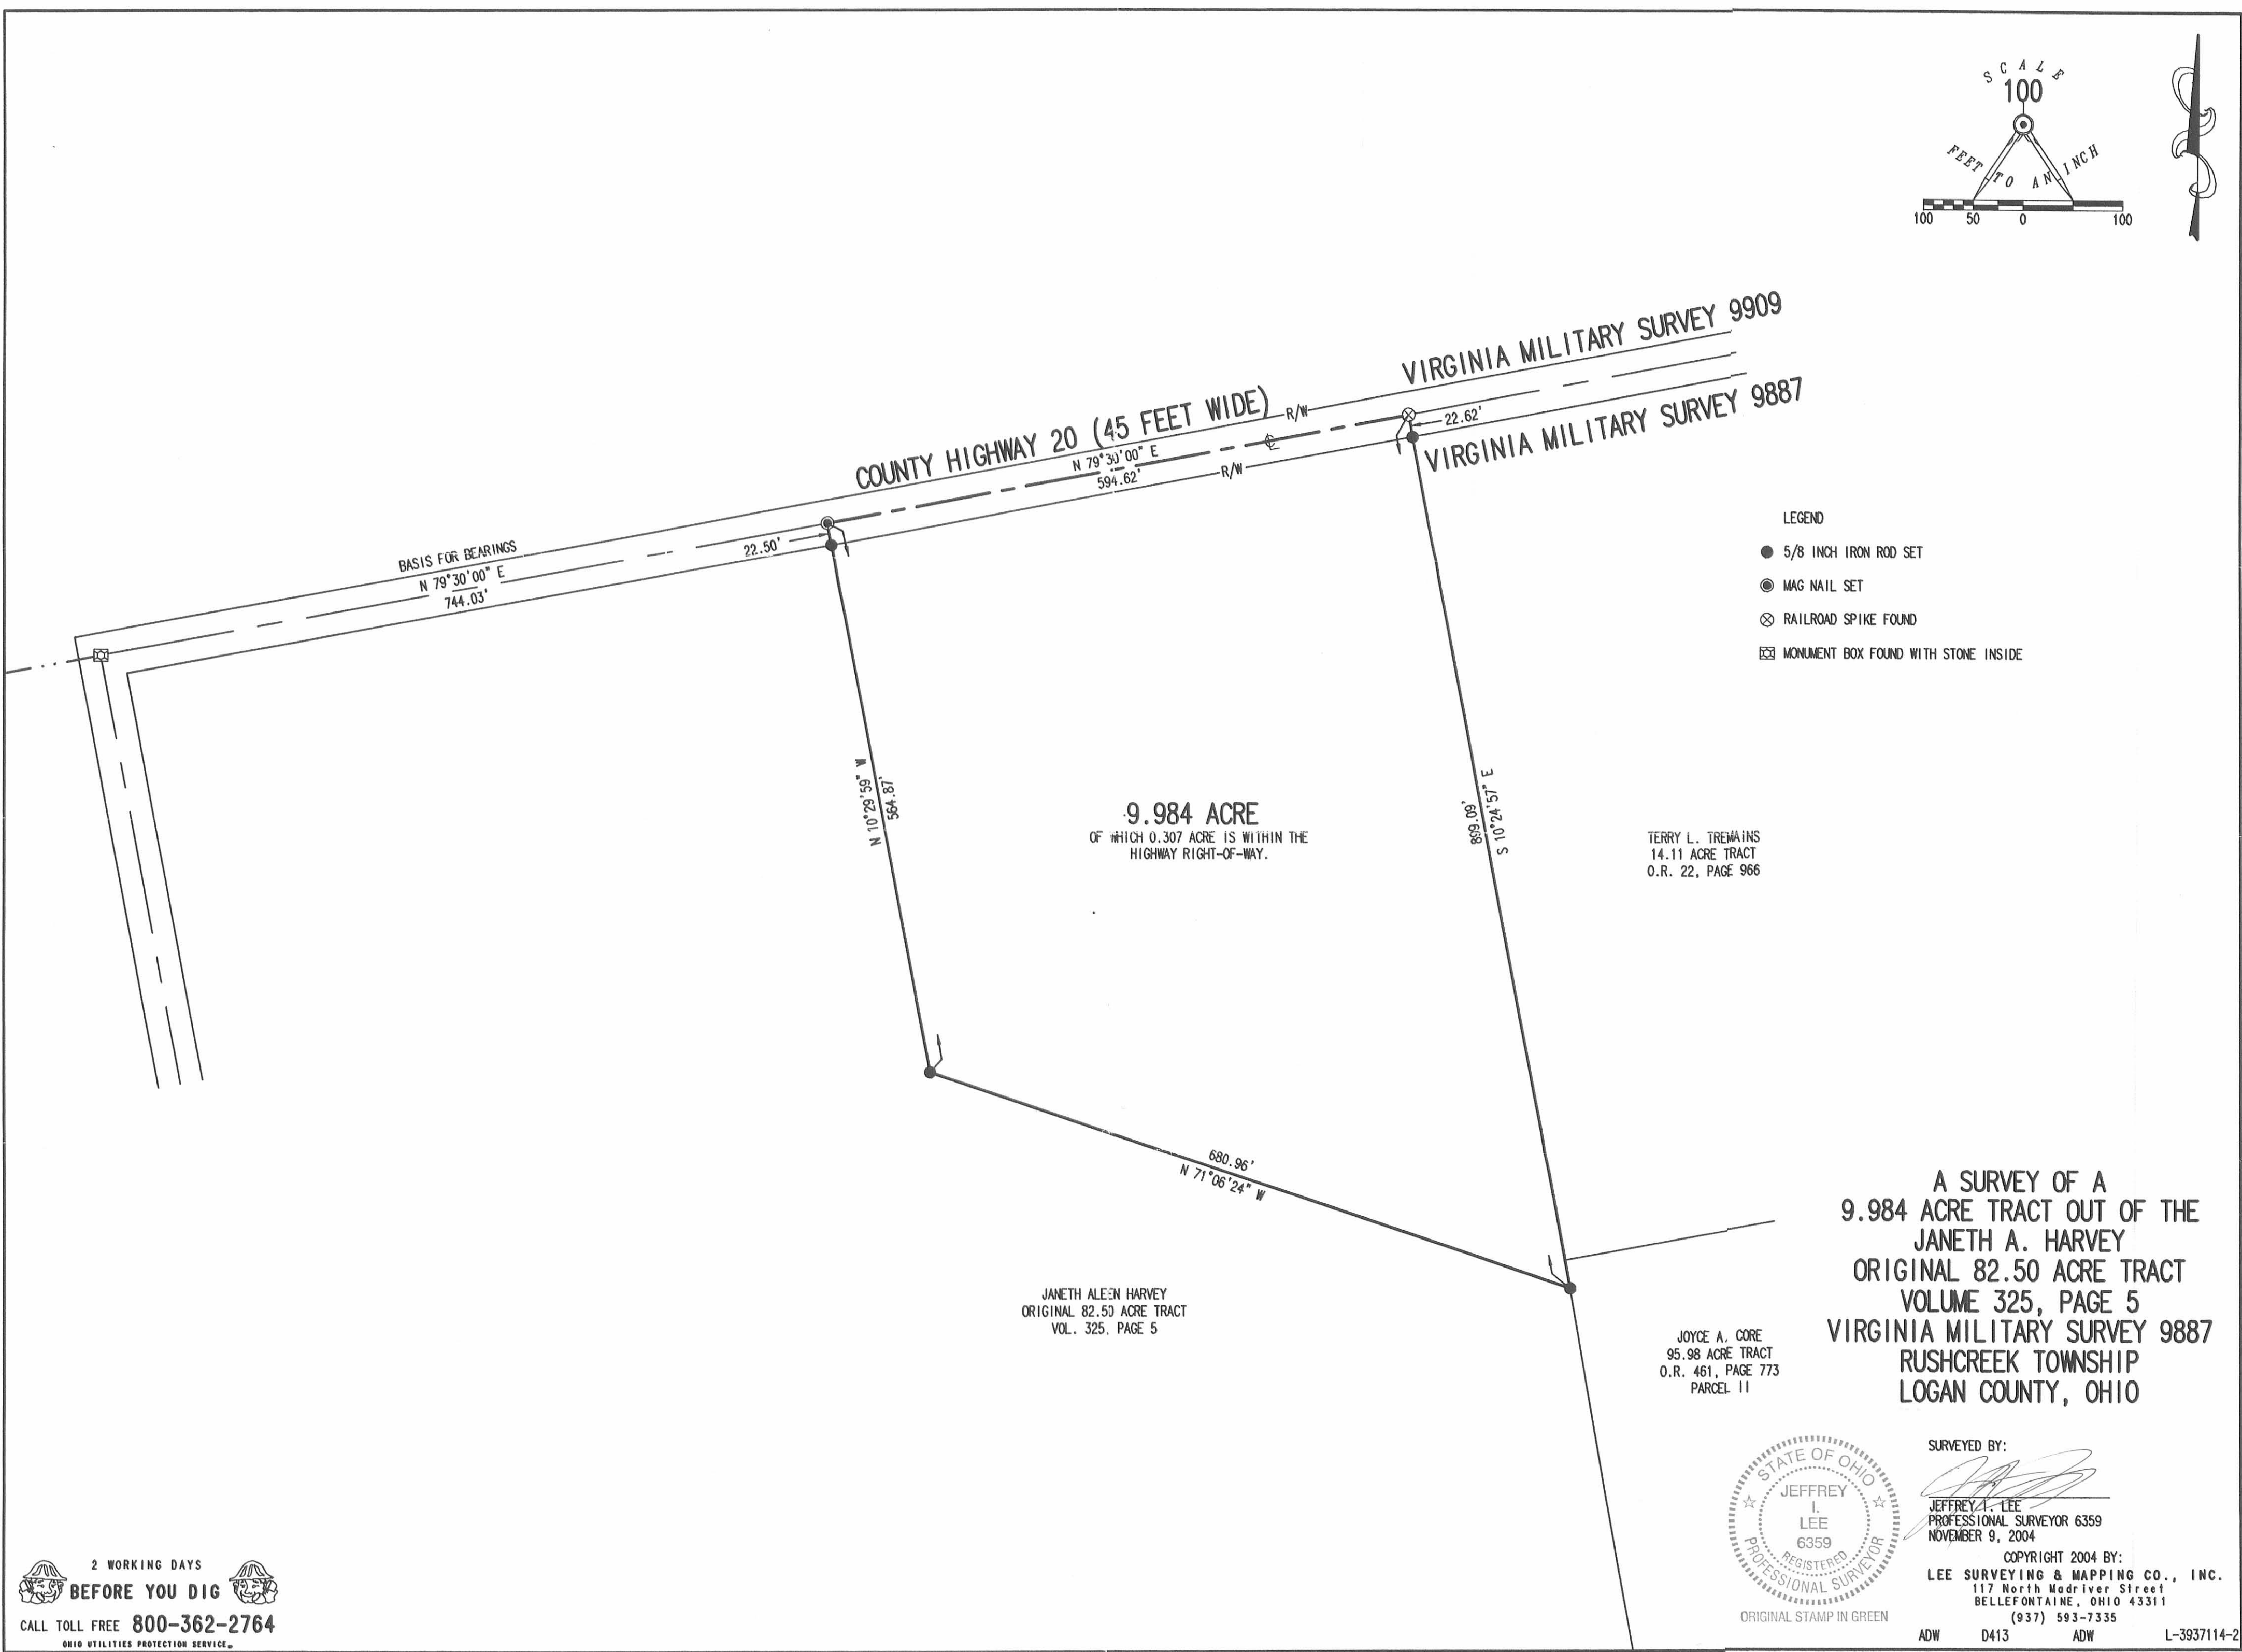 SCALE
100
FEET TO AN INCH
100 50 0 100
VIRGINIA MILITARY SURVEY 9909
COUNTY HIGHWAY 20 (45 FEET WIDE)
R/W
22.62'
VIRGINIA MILITARY SURVEY 9887
N 79°30'00" E
594.62'
R/W
BASIS FOR BEARINGS
N 79°30'00" E
744.03'
22.50'
LEGEND
5/8 INCH IRON ROD SET
MAG NAIL SET
RAILROAD SPIKE FOUND
MONUMENT BOX FOUND WITH STONE INSIDE
N 10°29'59" W
564.87'
9.984 ACRE
OF WHICH 0.307 ACRE IS WITHIN THE
HIGHWAY RIGHT-OF-WAY.
S 10°24'57" E
TERRY L. TREMAINS
14.11 ACRE TRACT
O.R. 22, PAGE 966
680.96'
N 71°06'24" W
JANETH ALEEN HARVEY
ORIGINAL 82.50 ACRE TRACT
VOL. 325, PAGE 5
JOYCE A. CORE
95.98 ACRE TRACT
O.R. 461, PAGE 773
PARCEL II
A SURVEY OF A
9.984 ACRE TRACT OUT OF THE
JANETH A. HARVEY
ORIGINAL 82.50 ACRE TRACT
VOLUME 325, PAGE 5
VIRGINIA MILITARY SURVEY 9887
RUSHCREEK TOWNSHIP
LOGAN COUNTY, OHIO
STATE OF OHIO
JEFFREY
I.
LEE
6359
REGISTERED
PROFESSIONAL SURVEYOR
ORIGINAL STAMP IN GREEN
SURVEYED BY:
JEFFREY I. LEE
PROFESSIONAL SURVEYOR 6359
NOVEMBER 9, 2004
COPYRIGHT 2004 BY:
LEE SURVEYING & MAPPING CO., INC.
117 North Madriver Street
BELLEFONTAINE, OHIO 43311
(937) 593-7335
ADW D413 ADW L-3937114-2
2 WORKING DAYS
BEFORE YOU DIG
CALL TOLL FREE 800-362-2764
OHIO UTILITIES PROTECTION SERVICE